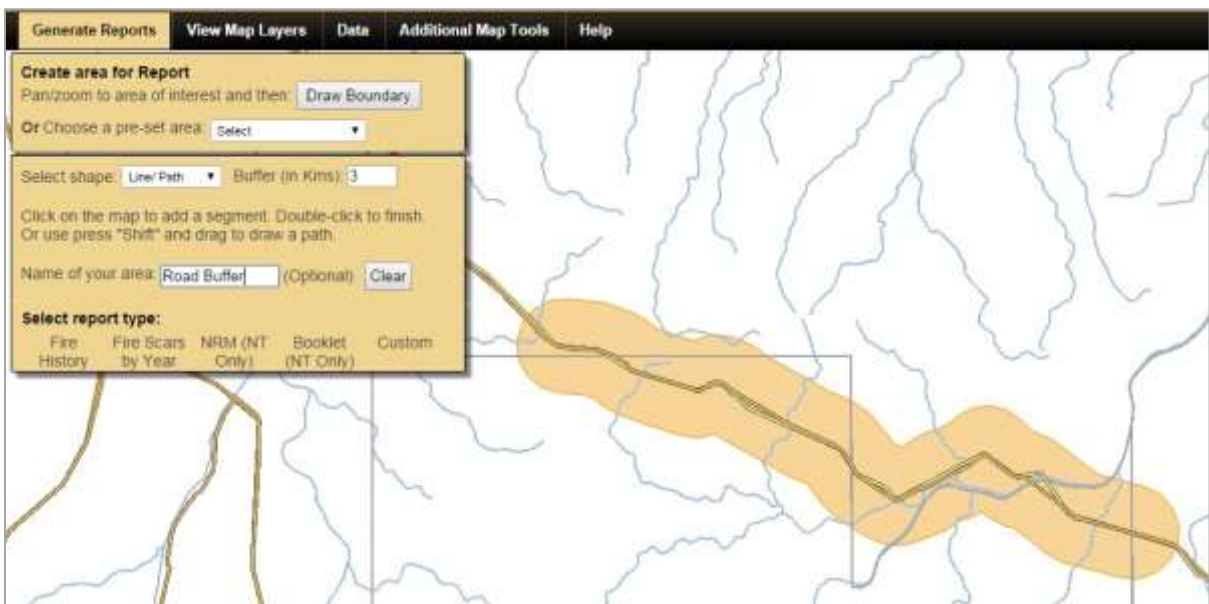 Generate Reports View Map Layers Data Additional Map Tools Help
Create area for Report
Pan/zoom to area of interest and then: Draw Boundary
Or Choose a pre-set area: Select
Select shape: Line/ Path Buffer (in Kms): 3
Click on the map to add a segment. Double-click to finish.
Or use press "Shift" and drag to draw a path.
Name of your area: Road Buffer (Optional) Clear
Select report type:
Fire Fire Scars NRM (NT Booklet Custom
History by Year Only) (NT Only)